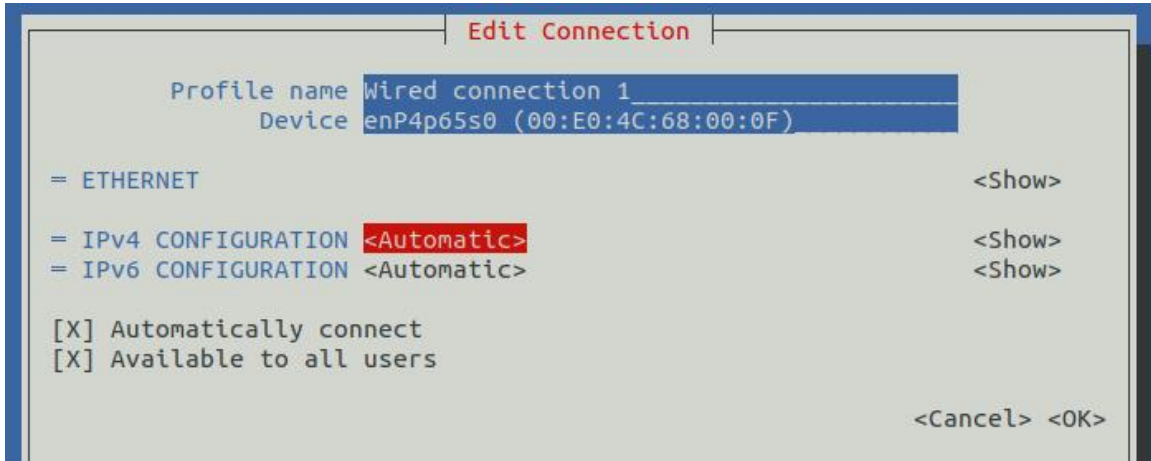 Edit Connection
Profile name Wired connection 1
Device enP4p65s0 (00:E0:4C:68:00:0F)
= ETHERNET <Show>
= IPv4 CONFIGURATION <Automatic> <Show>
= IPv6 CONFIGURATION <Automatic> <Show>
[X] Automatically connect
[X] Available to all users
<Cancel> <OK>